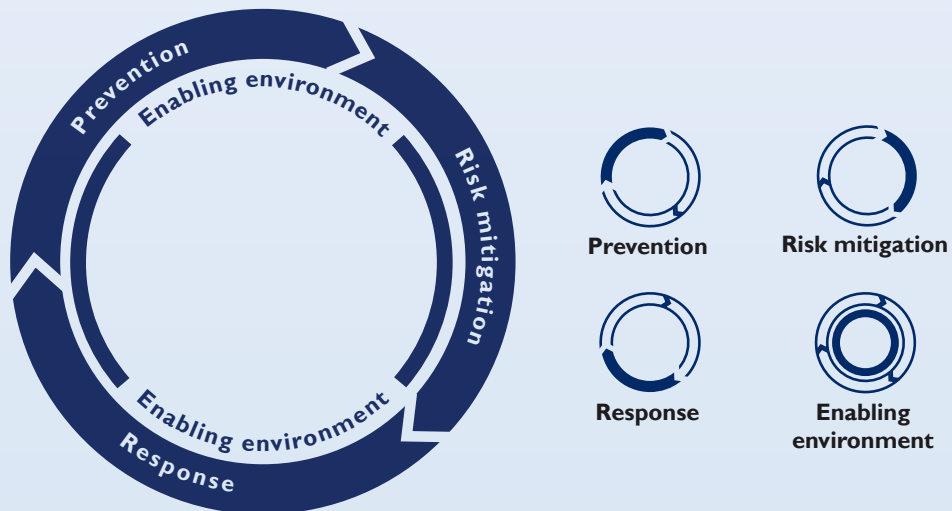 Prevention
Enabling environment
Risk mitigation
Enabling environment
Response
Prevention
Risk mitigation
Response
Enabling
environment